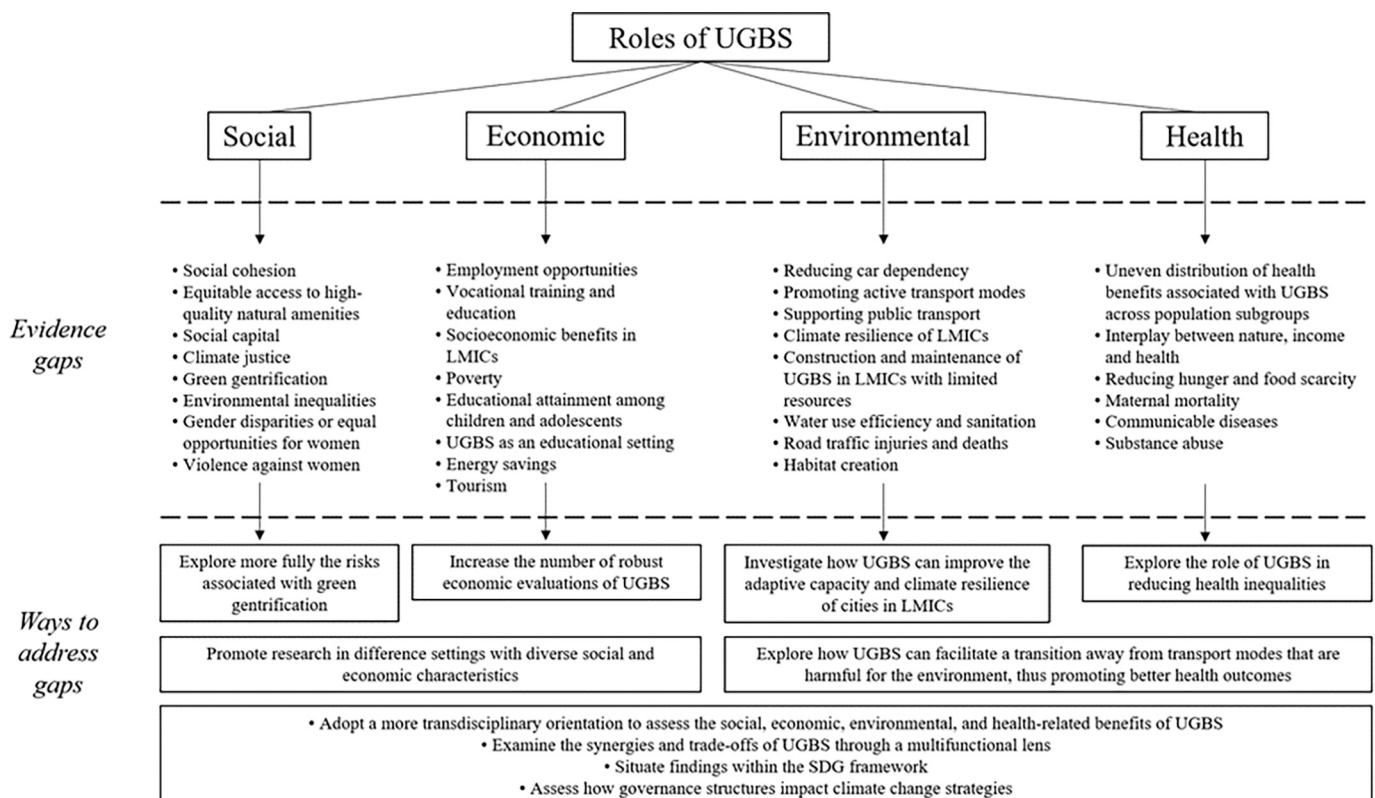 Roles of UGBS
Social
Economic
Environmental
Health
Evidence
gaps
• Social cohesion
• Equitable access to high-
quality natural amenities
• Social capital
• Climate justice
• Green gentrification
• Environmental inequalities
• Gender disparities or equal
opportunities for women
• Violence against women
• Employment opportunities
• Vocational training and
education
• Socioeconomic benefits in
LMICs
• Poverty
• Educational attainment among
children and adolescents
• UGBS as an educational setting
• Energy savings
• Tourism
• Reducing car dependency
• Promoting active transport modes
• Supporting public transport
• Climate resilience of LMICs
• Construction and maintenance of
UGBS in LMICs with limited
resources
• Water use efficiency and sanitation
• Road traffic injuries and deaths
• Habitat creation
• Uneven distribution of health
benefits associated with UGBS
across population subgroups
• Interplay between nature, income
and health
• Reducing hunger and food scarcity
• Maternal mortality
• Communicable diseases
• Substance abuse
Ways to
address
gaps
Explore more fully the risks
associated with green
gentrification
Increase the number of robust
economic evaluations of UGBS
Investigate how UGBS can improve the
adaptive capacity and climate resilience
of cities in LMICs
Explore the role of UGBS in
reducing health inequalities
Promote research in difference settings with diverse social and
economic characteristics
Explore how UGBS can facilitate a transition away from transport modes that are
harmful for the environment, thus promoting better health outcomes
• Adopt a more transdisciplinary orientation to assess the social, economic, environmental, and health-related benefits of UGBS
• Examine the synergies and trade-offs of UGBS through a multifunctional lens
• Situate findings within the SDG framework
• Assess how governance structures impact climate change strategies